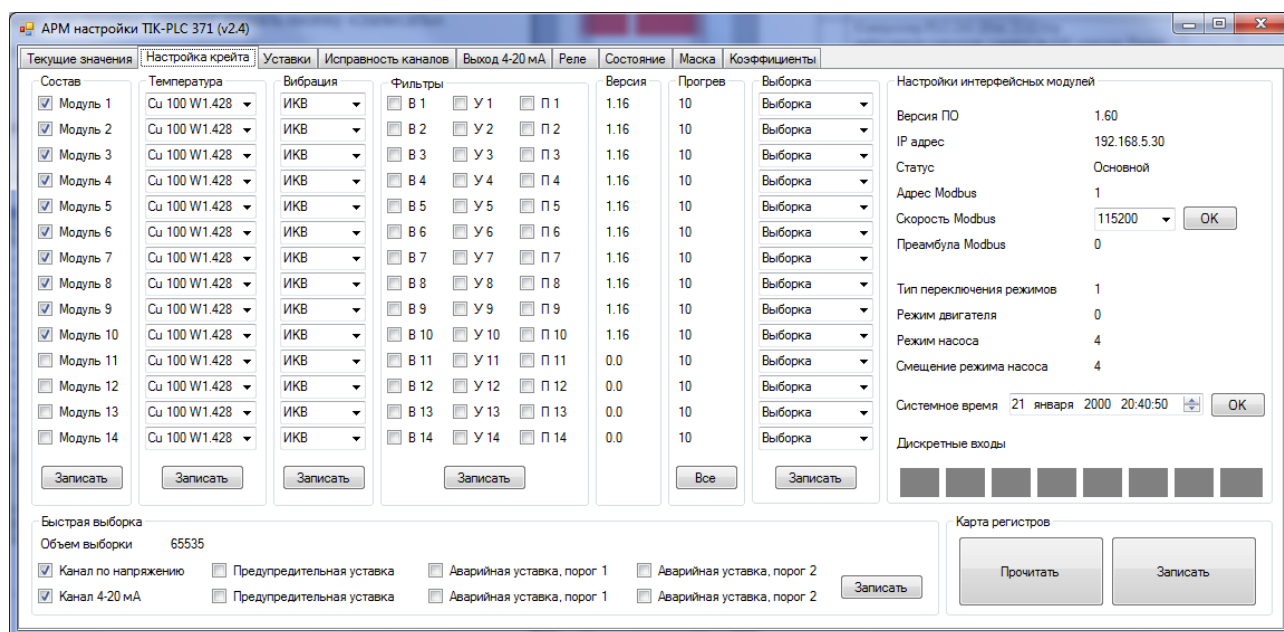 АРМ настройки TIK-PLC 371 (v2.4)
Текущие значения Настройка крейта Уставки Исправность каналов Выход 4-20 мА Реле Состояние Маска Коэффициенты
Состав Температура Вибрация Фильтры Версия Прогрев Выборка Настройки интерфейсных модулей
Модуль 1 Cu 100 W1.428 ИКВ В 1 У 1 П 1 1.16 10 Выборка
Версия ПО 1.60
Модуль 2 Cu 100 W1.428 ИКВ В 2 У 2 П 2 1.16 10 Выборка
IP адрес 192.168.5.30
Модуль 3 Cu 100 W1.428 ИКВ В 3 У 3 П 3 1.16 10 Выборка
Статус Основной
Модуль 4 Cu 100 W1.428 ИКВ В 4 У 4 П 4 1.16 10 Выборка
Адрес Modbus 1
Модуль 5 Cu 100 W1.428 ИКВ В 5 У 5 П 5 1.16 10 Выборка
Скорость Modbus 115200 OK
Модуль 6 Cu 100 W1.428 ИКВ В 6 У 6 П 6 1.16 10 Выборка
Преамбула Modbus 0
Модуль 7 Cu 100 W1.428 ИКВ В 7 У 7 П 7 1.16 10 Выборка
Модуль 8 Cu 100 W1.428 ИКВ В 8 У 8 П 8 1.16 10 Выборка
Тип переключения режимов 1
Модуль 9 Cu 100 W1.428 ИКВ В 9 У 9 П 9 1.16 10 Выборка
Режим двигателя 0
Модуль 10 Cu 100 W1.428 ИКВ В 10 У 10 П 10 1.16 10 Выборка
Режим насоса 4
Модуль 11 Cu 100 W1.428 ИКВ В 11 У 11 П 11 0.0 10 Выборка
Смещение режима насоса 4
Модуль 12 Cu 100 W1.428 ИКВ В 12 У 12 П 12 0.0 10 Выборка
Системное время 21 января 2000 20:40:50 OK
Модуль 13 Cu 100 W1.428 ИКВ В 13 У 13 П 13 0.0 10 Выборка
Модуль 14 Cu 100 W1.428 ИКВ В 14 У 14 П 14 0.0 10 Выборка
Дискретные входы
Записать Записать Записать Записать Все Записать
Быстрая выборка Карта регистров
Объем выборки 65535
Канал по напряжению Предупредительная уставка Аварийная уставка, порог 1 Аварийная уставка, порог 2
Прочитать Записать
Записать
Канал 4-20 мА Предупредительная уставка Аварийная уставка, порог 1 Аварийная уставка, порог 2